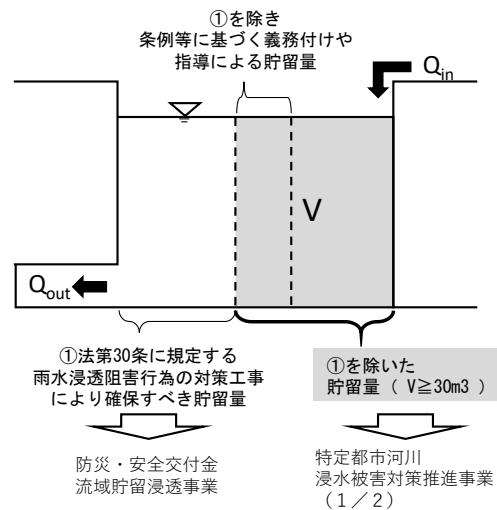 ①を除き
条例等に基づく義務付けや
指導による貯留量
Qin
V
Qout
①法第30条に規定する
雨水浸透阻害行為の対策工事
により確保すべき貯留量
①を除いた
貯留量（ V≧30m3 ）
防災・安全交付金
流域貯留浸透事業
特定都市河川
浸水被害対策推進事業
（１／２）